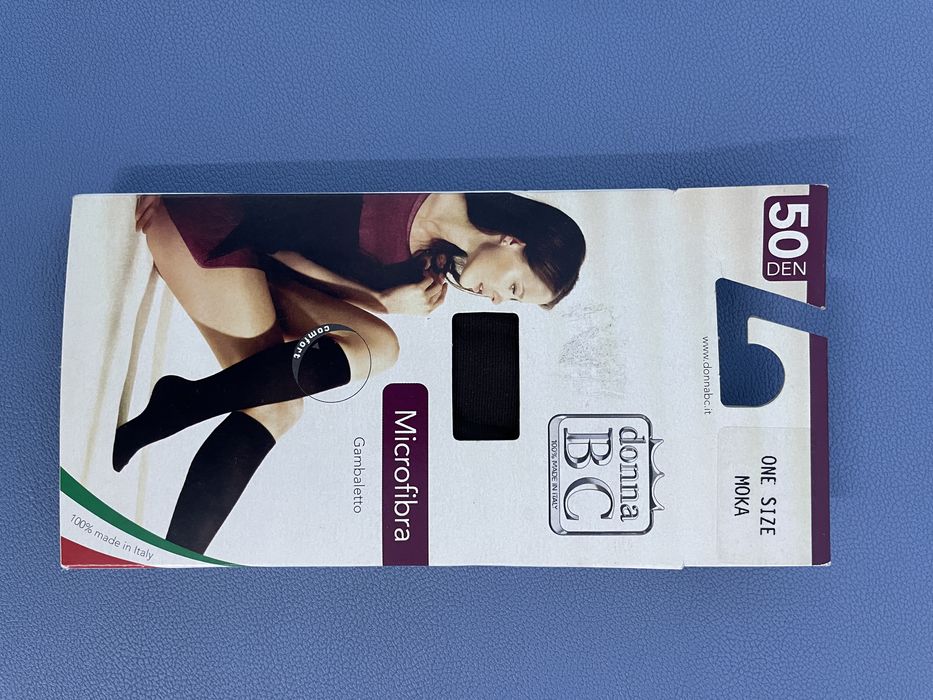 50
DEN
www.donnabc.it
ONE SIZE
MOKA
donna
BC
100% MADE IN ITALY
comfort
Microfibra
Gambaletto
100% made in Italy